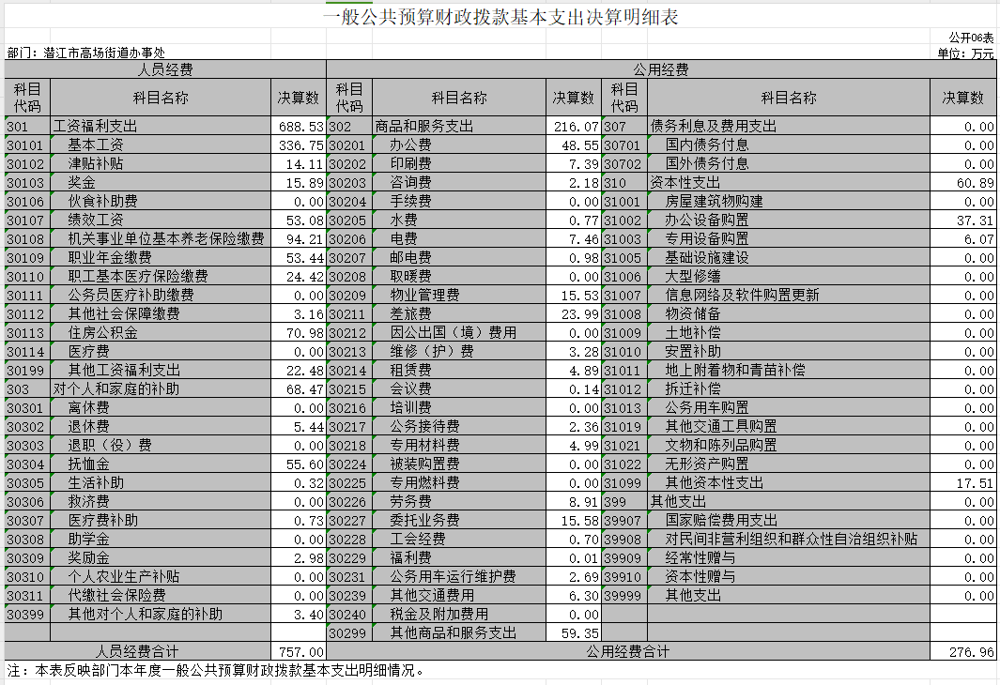 一般公共预算财政拨款基本支出决算明细表
公开06表
部门：潜江市高场街道办事处 单位：万元
人员经费 公用经费
科目代码 科目名称 决算数 科目代码 科目名称 决算数 科目代码 科目名称 决算数
301 工资福利支出 688.53 302 商品和服务支出 216.07 307 债务利息及费用支出 0.00
30101 基本工资 336.75 30201 办公费 48.55 30701 国内债务付息 0.00
30102 津贴补贴 14.11 30202 印刷费 7.39 30702 国外债务付息 0.00
30103 奖金 15.89 30203 咨询费 2.18 310 资本性支出 60.89
30106 伙食补助费 0.00 30204 手续费 0.00 31001 房屋建筑物购建 0.00
30107 绩效工资 53.08 30205 水费 0.77 31002 办公设备购置 37.31
30108 机关事业单位基本养老保险缴费 94.21 30206 电费 7.46 31003 专用设备购置 6.07
30109 职业年金缴费 53.44 30207 邮电费 0.98 31005 基础设施建设 0.00
30110 职工基本医疗保险缴费 24.42 30208 取暖费 0.00 31006 大型修缮 0.00
30111 公务员医疗补助缴费 0.00 30209 物业管理费 15.53 31007 信息网络及软件购置更新 0.00
30112 其他社会保障缴费 3.16 30211 差旅费 23.99 31008 物资储备 0.00
30113 住房公积金 70.98 30212 因公出国（境）费用 0.00 31009 土地补偿 0.00
30114 医疗费 0.00 30213 维修（护）费 3.28 31010 安置补助 0.00
30199 其他工资福利支出 22.48 30214 租赁费 4.89 31011 地上附着物和青苗补偿 0.00
303 对个人和家庭的补助 68.47 30215 会议费 0.14 31012 拆迁补偿 0.00
30301 离休费 0.00 30216 培训费 0.00 31013 公务用车购置 0.00
30302 退休费 5.44 30217 公务接待费 2.36 31019 其他交通工具购置 0.00
30303 退职（役）费 0.00 30218 专用材料费 4.99 31021 文物和陈列品购置 0.00
30304 抚恤金 55.60 30224 被装购置费 0.00 31022 无形资产购置 0.00
30305 生活补助 0.32 30225 专用燃料费 0.00 31099 其他资本性支出 17.51
30306 救济费 0.00 30226 劳务费 8.91 399 其他支出 0.00
30307 医疗费补助 0.73 30227 委托业务费 15.58 39907 国家赔偿费用支出 0.00
30308 助学金 0.00 30228 工会经费 0.70 39908 对民间非营利组织和群众性自治组织补贴 0.00
30309 奖励金 2.98 30229 福利费 0.01 39909 经常性赠与 0.00
30310 个人农业生产补贴 0.00 30231 公务用车运行维护费 2.69 39910 资本性赠与 0.00
30311 代缴社会保险费 0.00 30239 其他交通费用 6.30 39999 其他支出 0.00
30399 其他对个人和家庭的补助 3.40 30240 税金及附加费用 0.00
30299 其他商品和服务支出 59.35
人员经费合计 757.00 公用经费合计 276.96
注：本表反映部门本年度一般公共预算财政拨款基本支出明细情况。